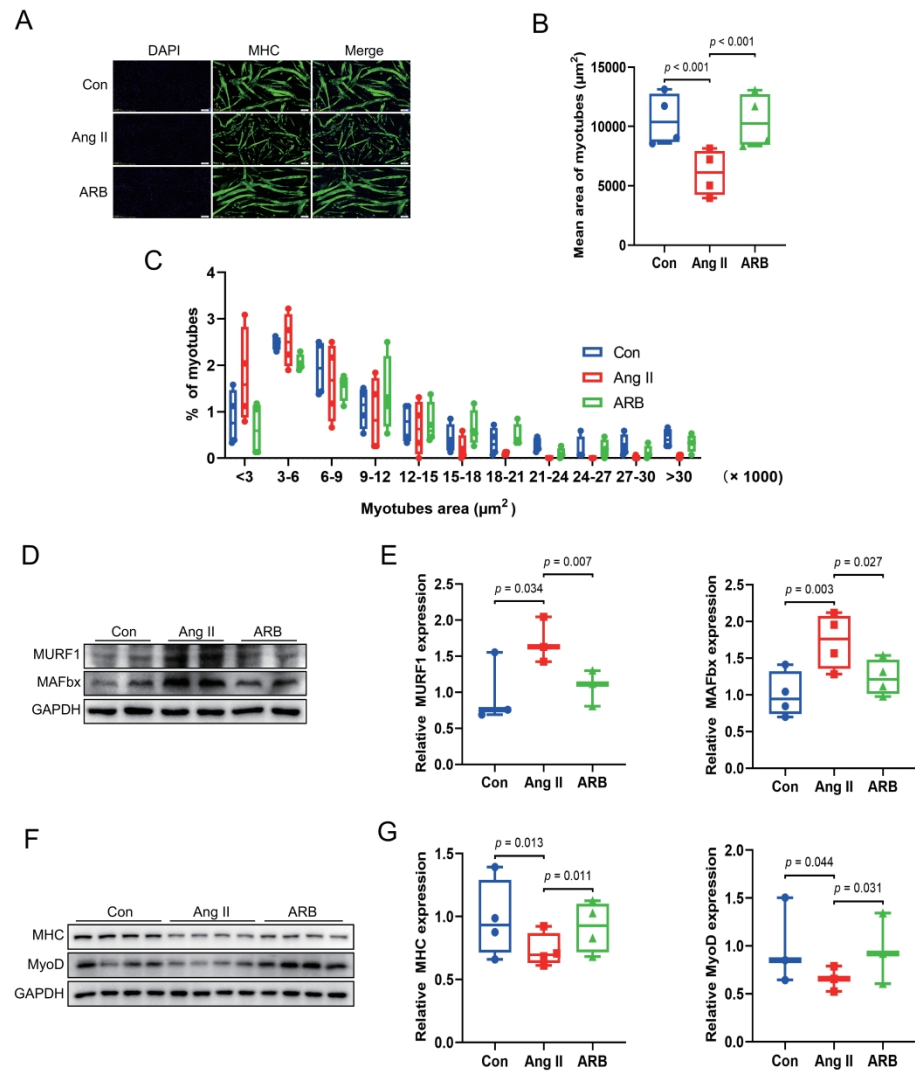 A
DAPI MHC Merge
Con
Ang II
ARB
B
p < 0.001
p < 0.001
Mean area of myotubes (µm²)
15000
10000
5000
0
Con Ang II ARB
C
% of myotubes
4
3
2
1
0
Con
Ang II
ARB
<3 3-6 6-9 9-12 12-15 15-18 18-21 21-24 24-27 27-30 >30 (× 1000)
Myotubes area (µm²)
D
Con Ang II ARB
MURF1
MAFbx
GAPDH
E
p = 0.007
p = 0.034
Relative MURF1 expression
2.5
2.0
1.5
1.0
0.5
0.0
Con Ang II ARB
p = 0.027
p = 0.003
Relative MAFbx expression
2.5
2.0
1.5
1.0
0.5
0.0
Con Ang II ARB
F
Con Ang II ARB
MHC
MyoD
GAPDH
G
p = 0.013
p = 0.011
Relative MHC expression
1.5
1.0
0.5
0.0
Con Ang II ARB
p = 0.044
p = 0.031
Relative MyoD expression
2.0
1.5
1.0
0.5
0.0
Con Ang II ARB